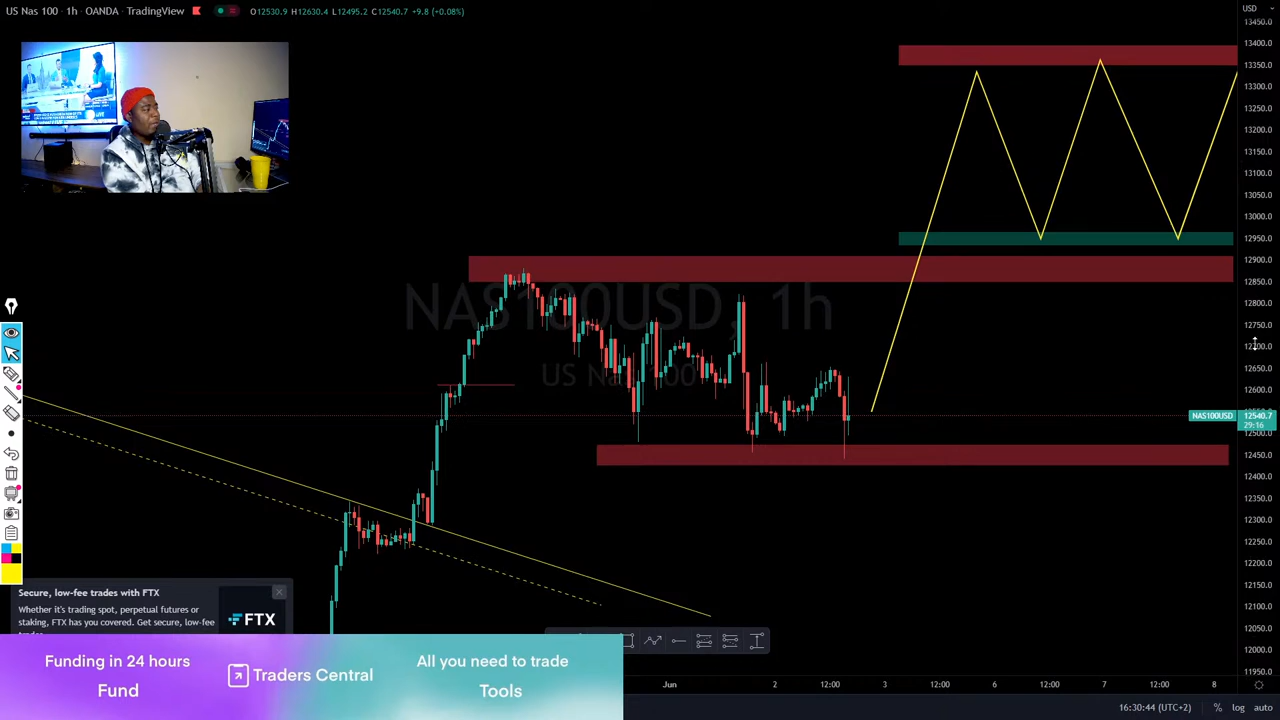 US Nas 100 · 1h · OANDA · TradingView
O12530.9 H12630.4 L12495.2 C12540.7 +9.8 (+0.08%)
USD
13450.0
13400.0
13350.0
13300.0
13250.0
13200.0
13150.0
13100.0
13050.0
13000.0
12950.0
12900.0
12850.0
12800.0
12750.0
12700.0
12650.0
12600.0
NAS100USD, 1h
US Nas 100
NAS100USD 12540.7
29:16
12500.0
12450.0
12400.0
12350.0
12300.0
12250.0
12200.0
12150.0
12100.0
12050.0
12000.0
11950.0
Secure, low-fee trades with FTX
Whether it's trading spot, perpetual futures or
staking, FTX has you covered. Get secure, low-fee
FTX
Funding in 24 hours
Fund
Traders Central
All you need to trade
Tools
Jun 2 12:00 3 12:00 6 12:00 7 12:00 8
16:30:44 (UTC+2) % log auto